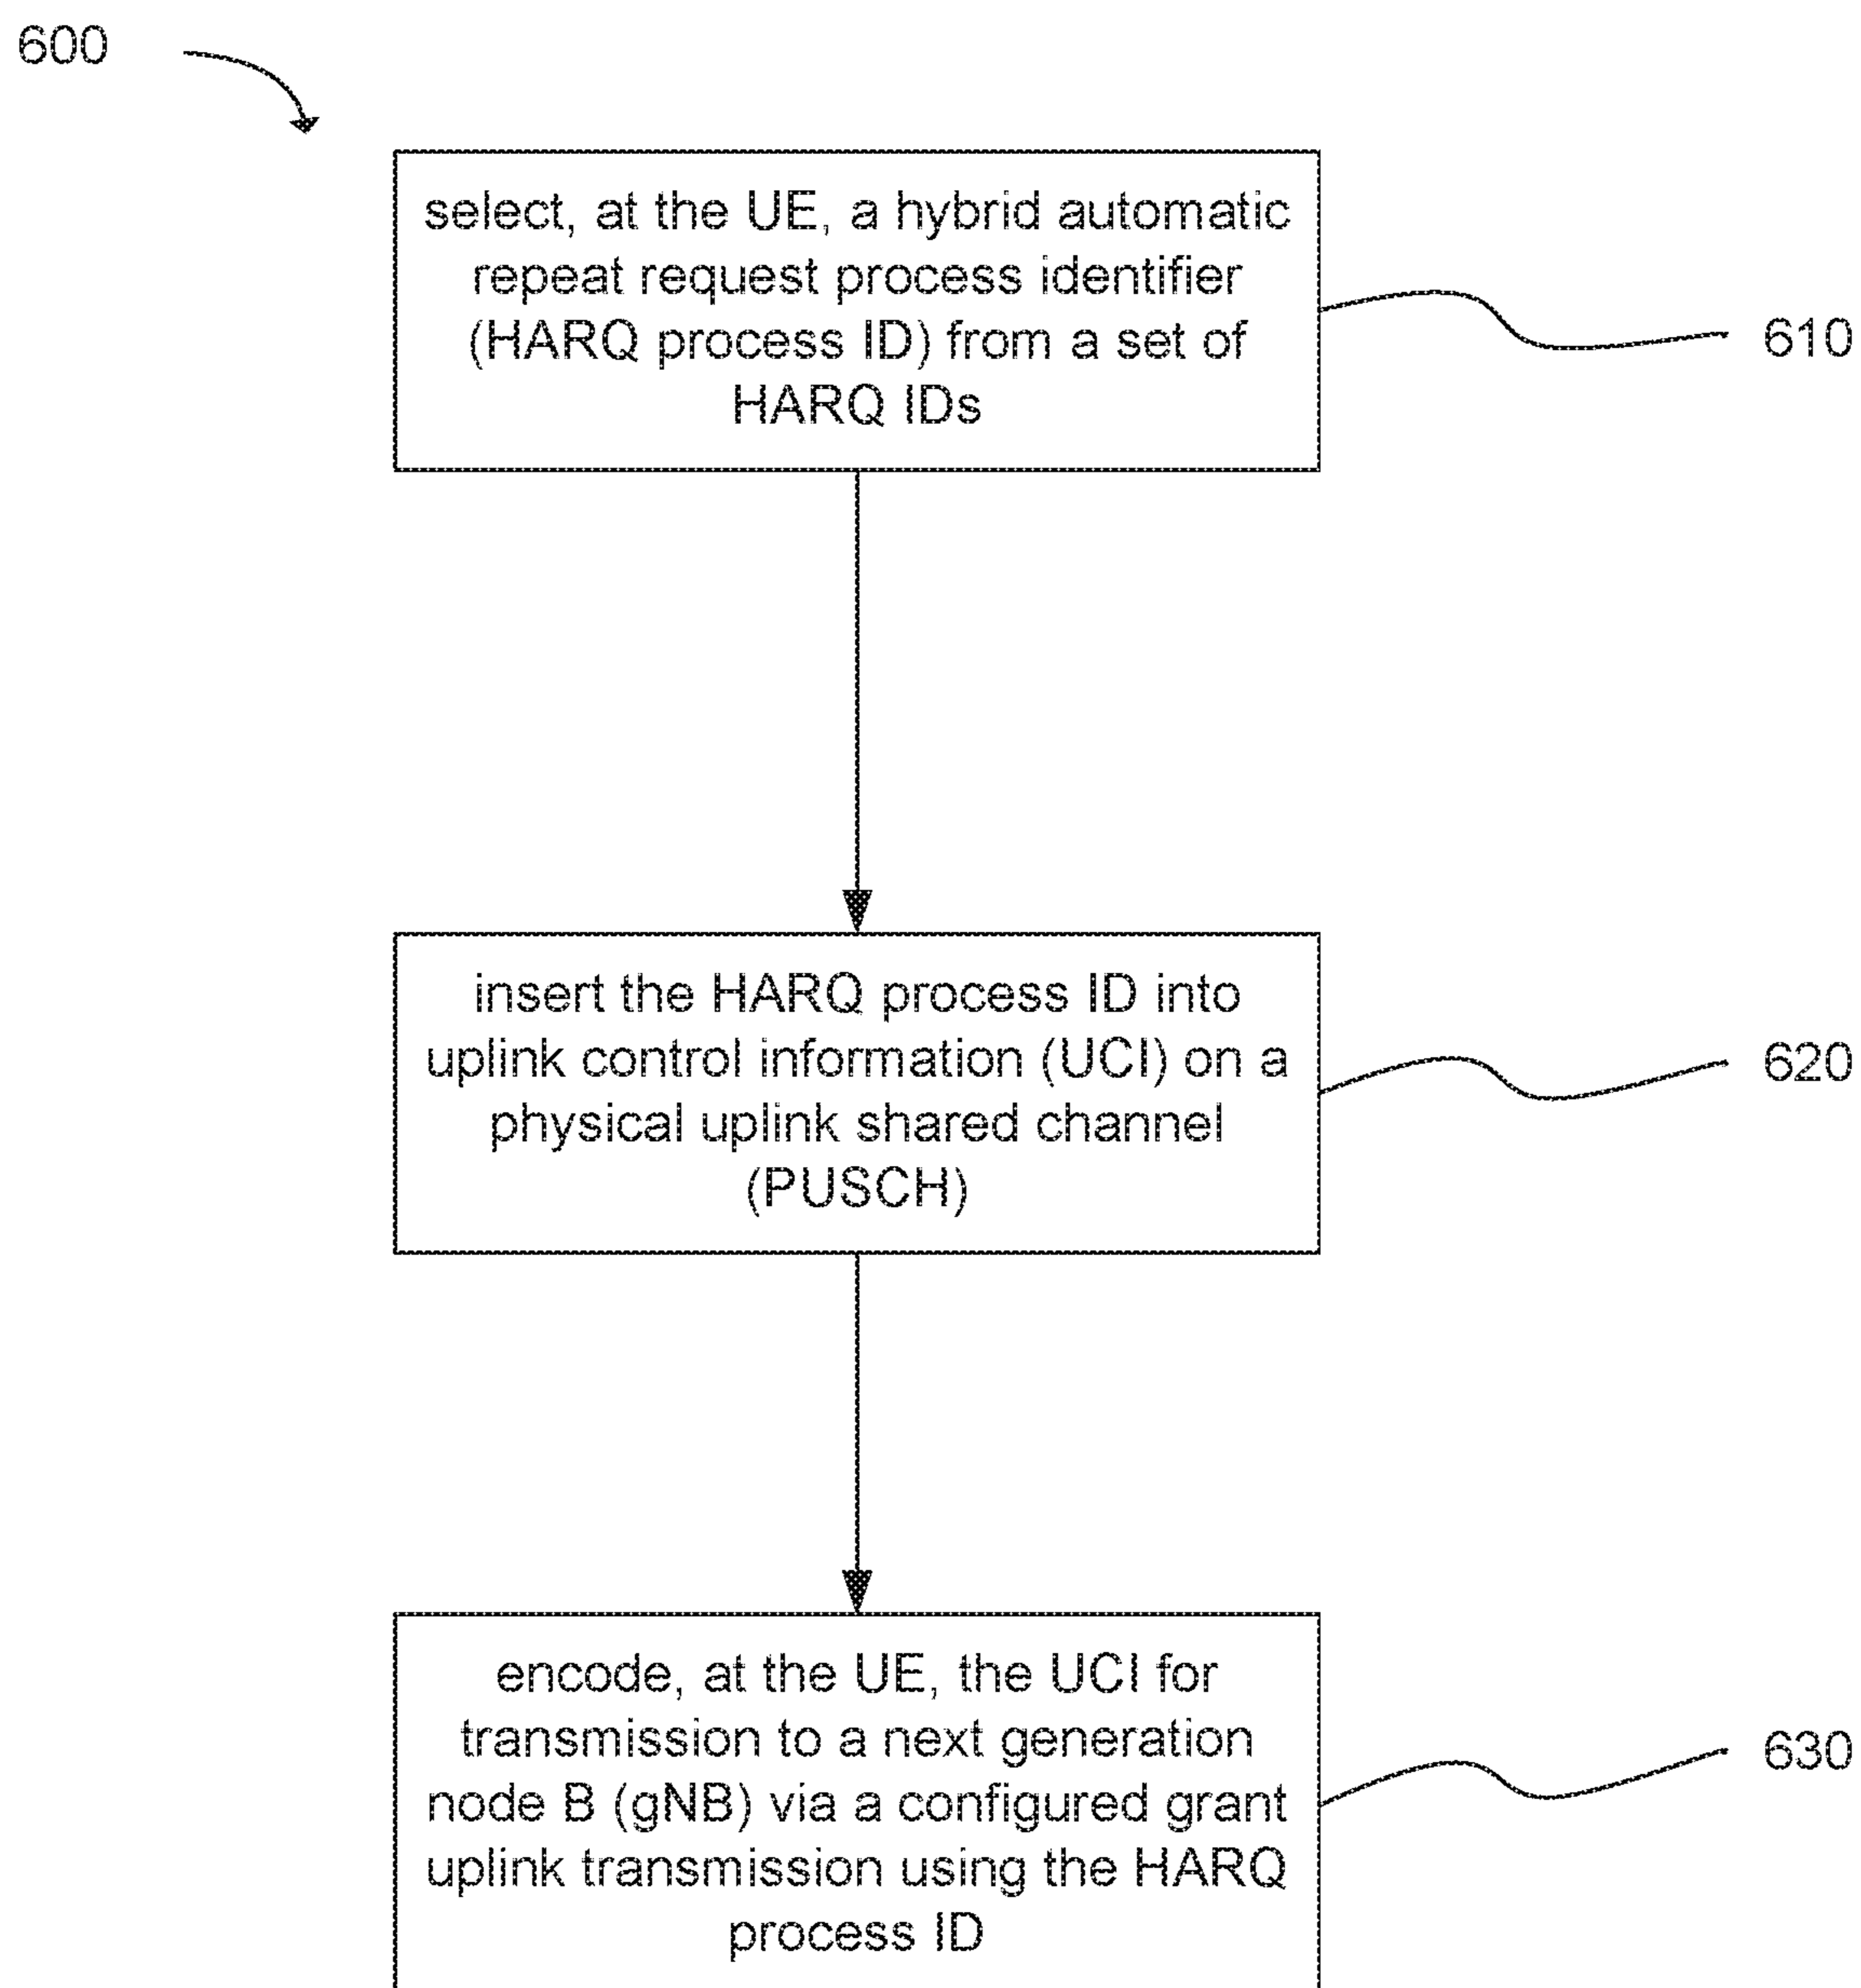 600
select, at the UE, a hybrid automatic
repeat request process identifier
(HARQ process ID) from a set of
HARQ IDs
610
insert the HARQ process ID into
uplink control information (UCI) on a
physical uplink shared channel
(PUSCH)
620
encode, at the UE, the UCI for
transmission to a next generation
node B (gNB) via a configured grant
uplink transmission using the HARQ
process ID
630